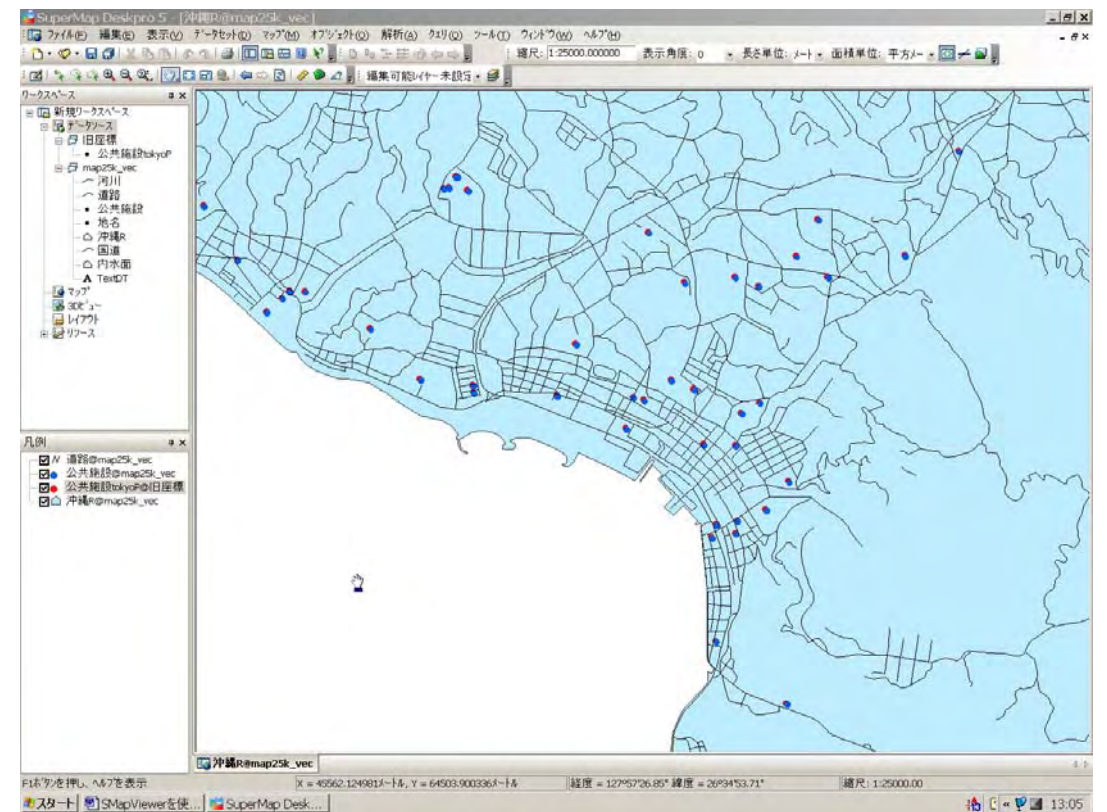 SuperMap Deskpro 5 - [沖縄R@map25k_vec]
ファイル(F) 編集(E) 表示(V) データセット(D) マップ(M) オブジェクト(O) 解析(A) クエリ(Q) ツール(T) ウィンドウ(W) ヘルプ(H)
縮尺: 1:25000.000000 表示角度: 0 長さ単位: メート 面積単位: 平方メー
編集可能レイヤー未設定
ワークスペース
新規ワークスペース
データソース
旧座標
公共施設tokyoP
map25k_vec
河川
道路
公共施設
地名
沖縄R
国道
内水面
A TextDT
マップ
3Dビュー
レイアウト
リソース
凡例
道路@map25k_vec
公共施設@map25k_vec
公共施設tokyoP@旧座標
沖縄R@map25k_vec
沖縄R@map25k_vec
F1ボタンを押し、ヘルプを表示 X = 45562.124981メートル, Y = 64503.900336メートル 経度 = 127°57'26.85" 緯度 = 26°34'53.71" 縮尺: 1:25000.00
スタート SMapViewerを使... SuperMap Desk... 13:05